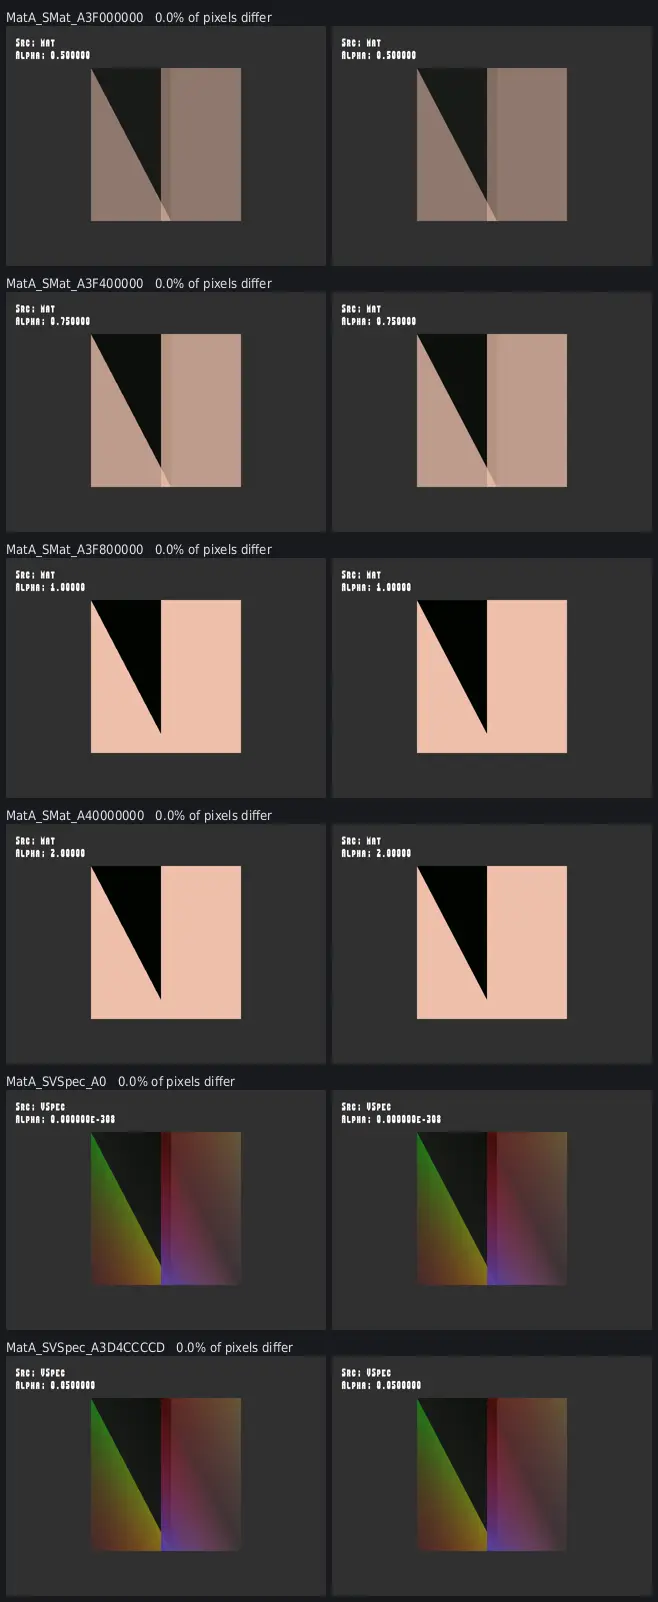 MatA_SMat_A3F000000   0.0% of pixels differ
Src: Mat
Alpha: 0.500000
Src: Mat
Alpha: 0.500000
MatA_SMat_A3F400000   0.0% of pixels differ
Src: Mat
Alpha: 0.750000
Src: Mat
Alpha: 0.750000
MatA_SMat_A3F800000   0.0% of pixels differ
Src: Mat
Alpha: 1.00000
Src: Mat
Alpha: 1.00000
MatA_SMat_A40000000   0.0% of pixels differ
Src: Mat
Alpha: 2.00000
Src: Mat
Alpha: 2.00000
MatA_SVSpec_A0   0.0% of pixels differ
Src: VSpec
Alpha: 0.000000E-308
Src: VSpec
Alpha: 0.000000E-308
MatA_SVSpec_A3D4CCCCD   0.0% of pixels differ
Src: VSpec
Alpha: 0.0500000
Src: VSpec
Alpha: 0.0500000